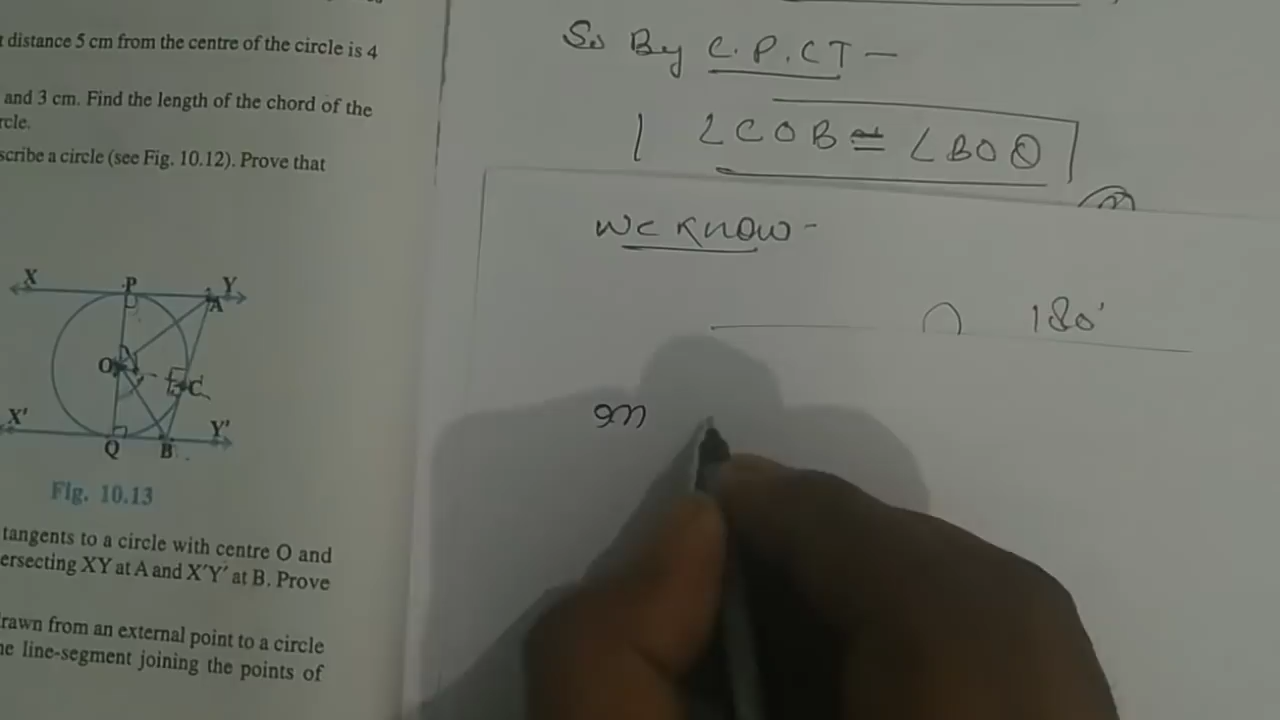 distance 5 cm from the centre of the circle is 4
and 3 cm. Find the length of the chord of the
rcle.
scribe a circle (see Fig. 10.12). Prove that
X P Y
A
O C
X' Y'
Q B
Fig. 10.13
tangents to a circle with centre O and
ersecting XY at A and X'Y' at B. Prove
rawn from an external point to a circle
ne line-segment joining the points of
So By C.P.CT —
∠COB ≅ ∠BOQ
We know -
180°
In